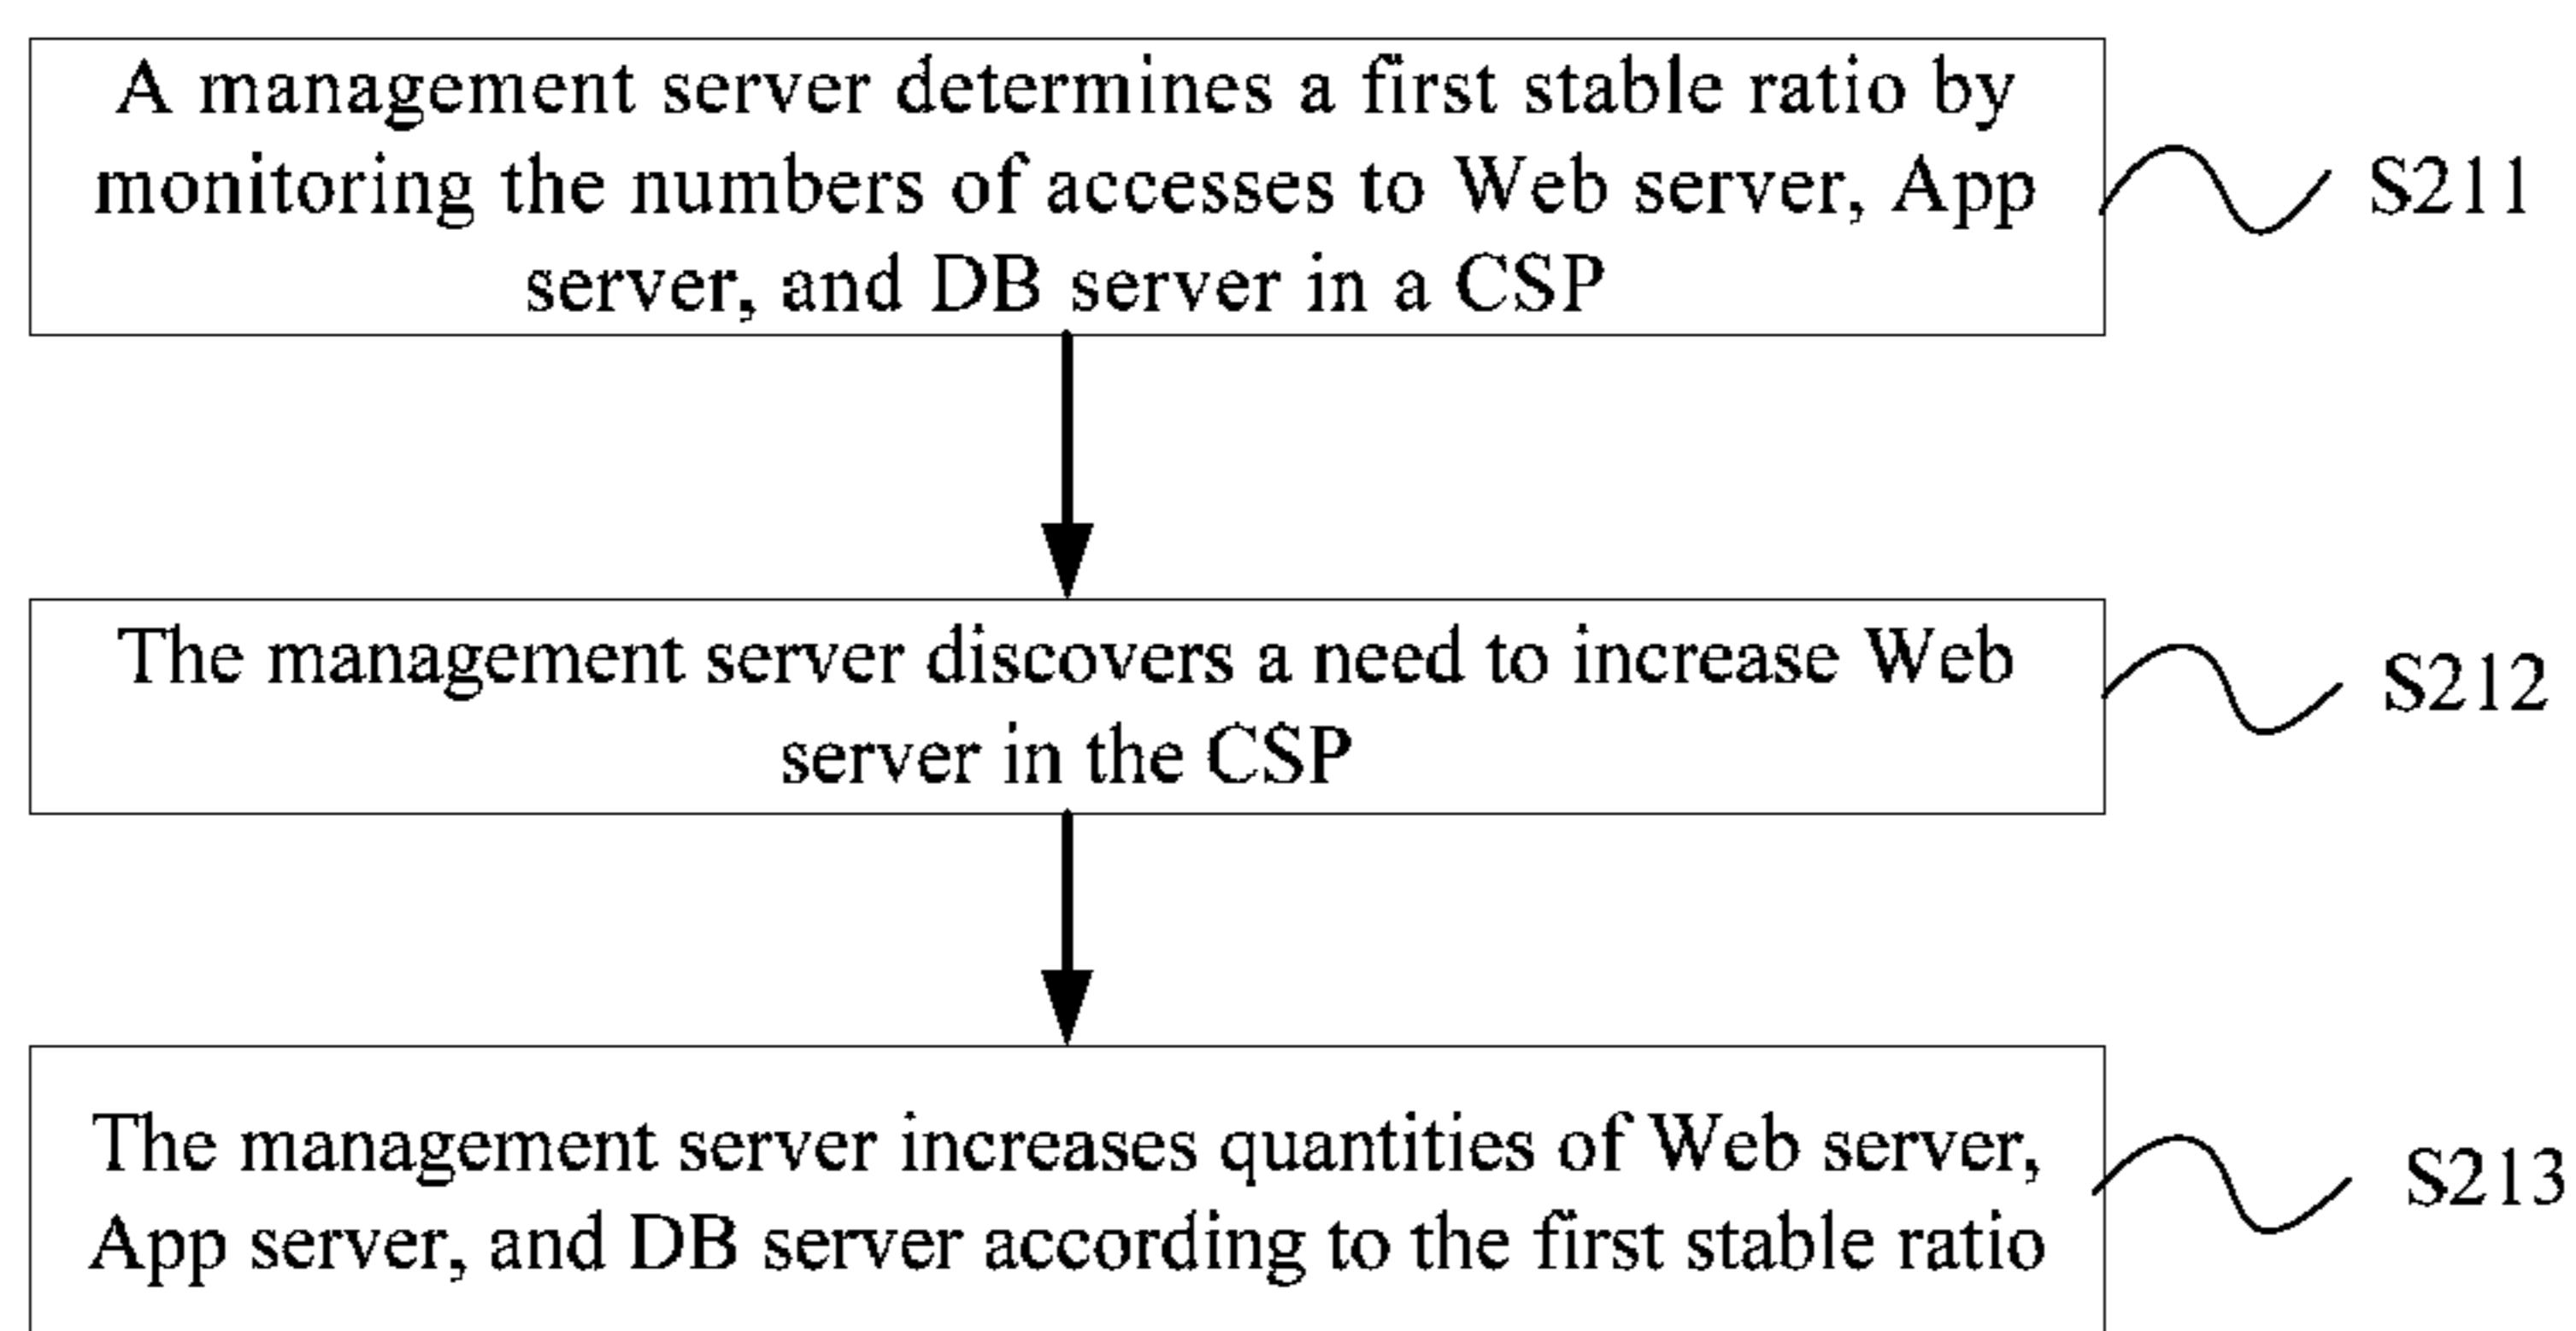 A management server determines a first stable ratio by
monitoring the numbers of accesses to Web server, App
server, and DB server in a CSP
S211
The management server discovers a need to increase Web
server in the CSP
S212
The management server increases quantities of Web server,
App server, and DB server according to the first stable ratio
S213